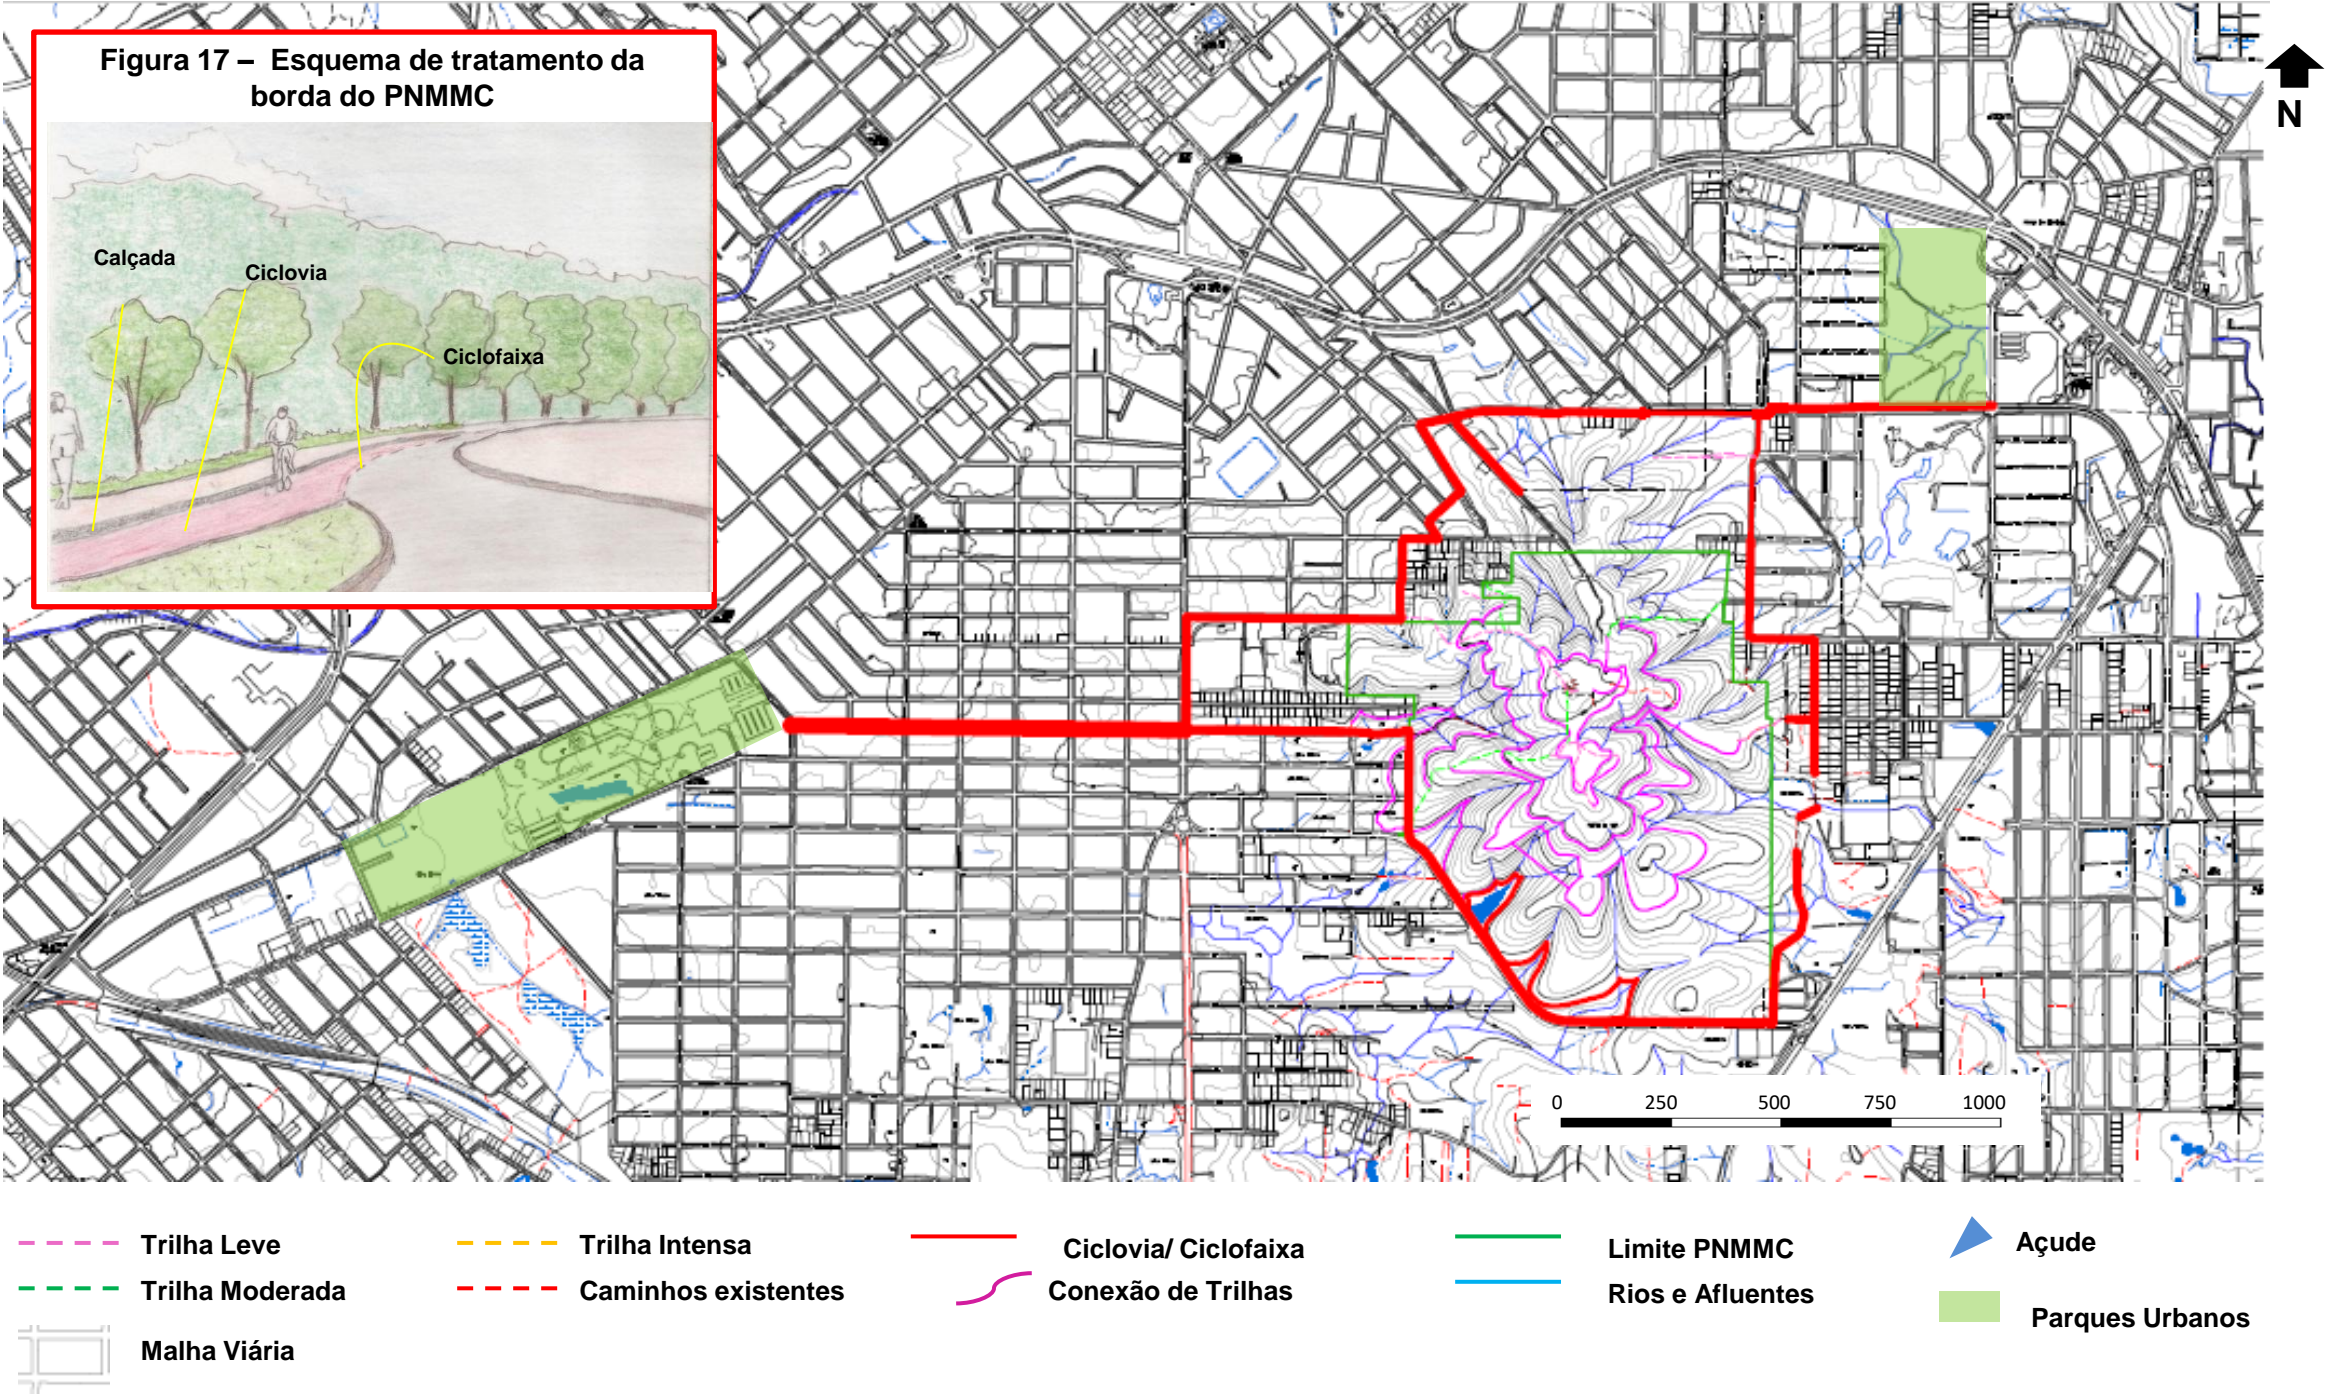 Figura 17 – Esquema de tratamento da
borda do PNMMC
Calçada
Ciclovia
Ciclofaixa
N
0 250 500 750 1000
Trilha Leve
Trilha Intensa
Ciclovia/ Ciclofaixa
Limite PNMMC
Açude
Trilha Moderada
Caminhos existentes
Conexão de Trilhas
Rios e Afluentes
Parques Urbanos
Malha Viária